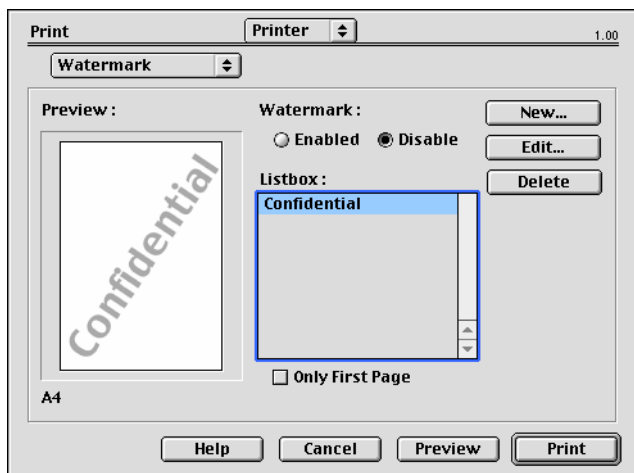 Print
Printer
1.00
Watermark
Preview :
Confidential
A4
Watermark :
Enabled
Disable
Listbox :
Confidential
Only First Page
New...
Edit...
Delete
Help
Cancel
Preview
Print